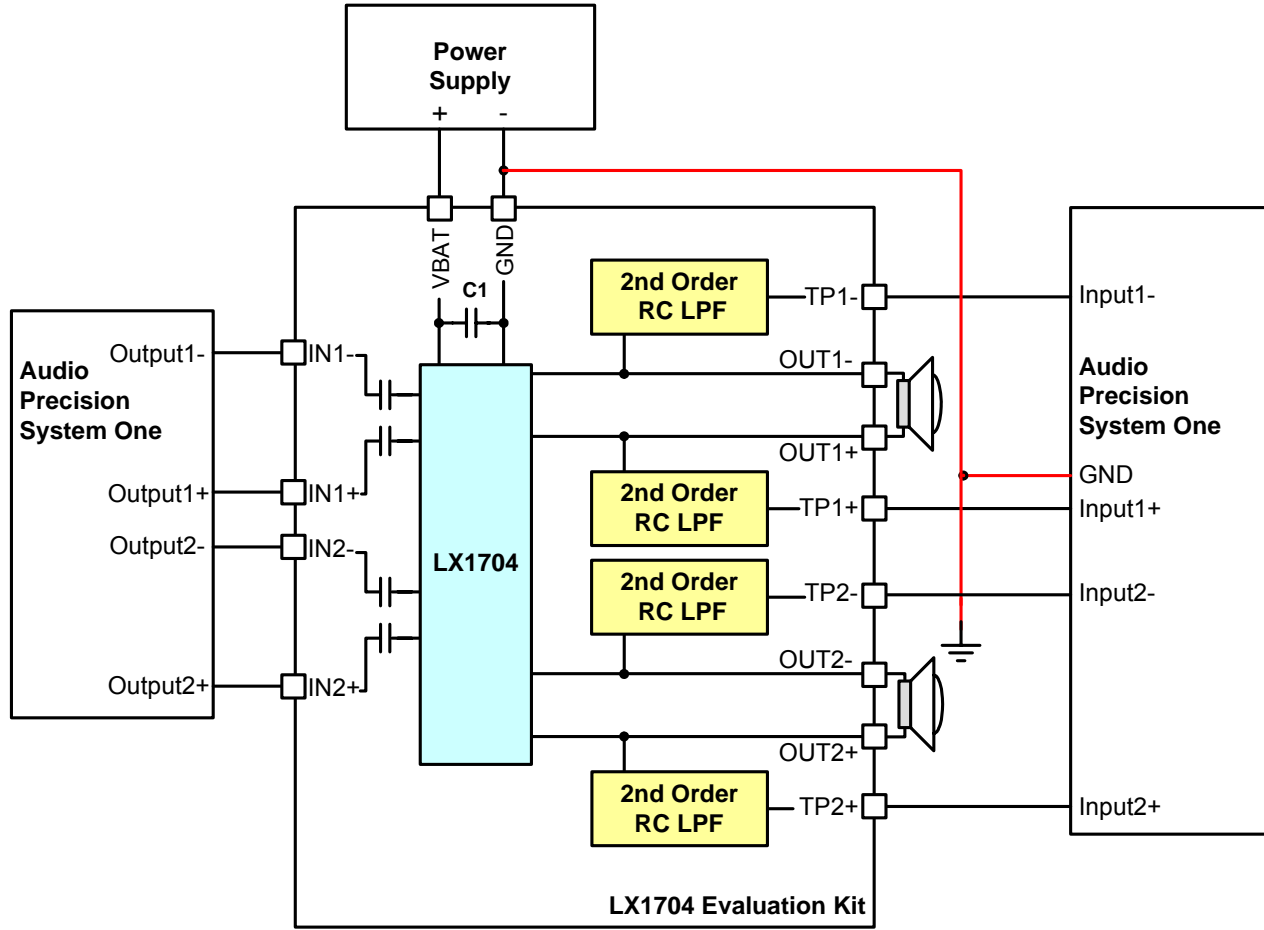 Power
Supply
+
-
VBAT
GND
C1
Audio
Precision
System One
Output1-
Output1+
Output2-
Output2+
IN1-
IN1+
IN2-
IN2+
LX1704
2nd Order
RC LPF
TP1-
OUT1-
OUT1+
2nd Order
RC LPF
TP1+
2nd Order
RC LPF
TP2-
OUT2-
OUT2+
2nd Order
RC LPF
TP2+
LX1704 Evaluation Kit
Input1-
Audio
Precision
System One
GND
Input1+
Input2-
Input2+